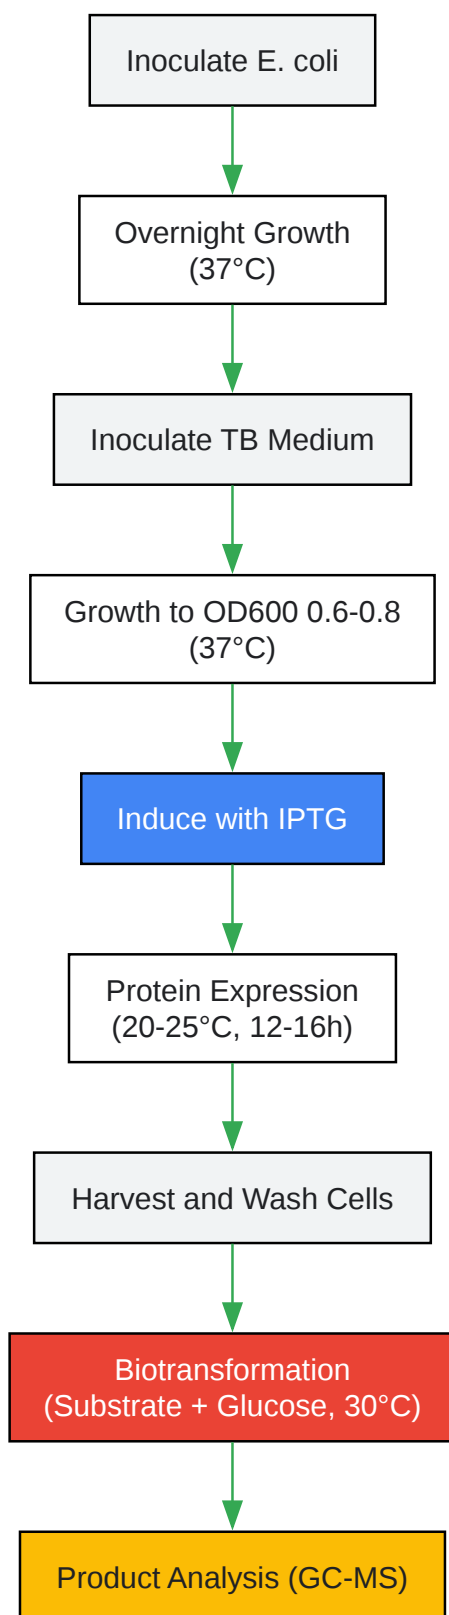 Inoculate E. coli
Overnight Growth
(37°C)
Inoculate TB Medium
Growth to OD600 0.6-0.8
(37°C)
Induce with IPTG
Protein Expression
(20-25°C, 12-16h)
Harvest and Wash Cells
Biotransformation
(Substrate + Glucose, 30°C)
Product Analysis (GC-MS)